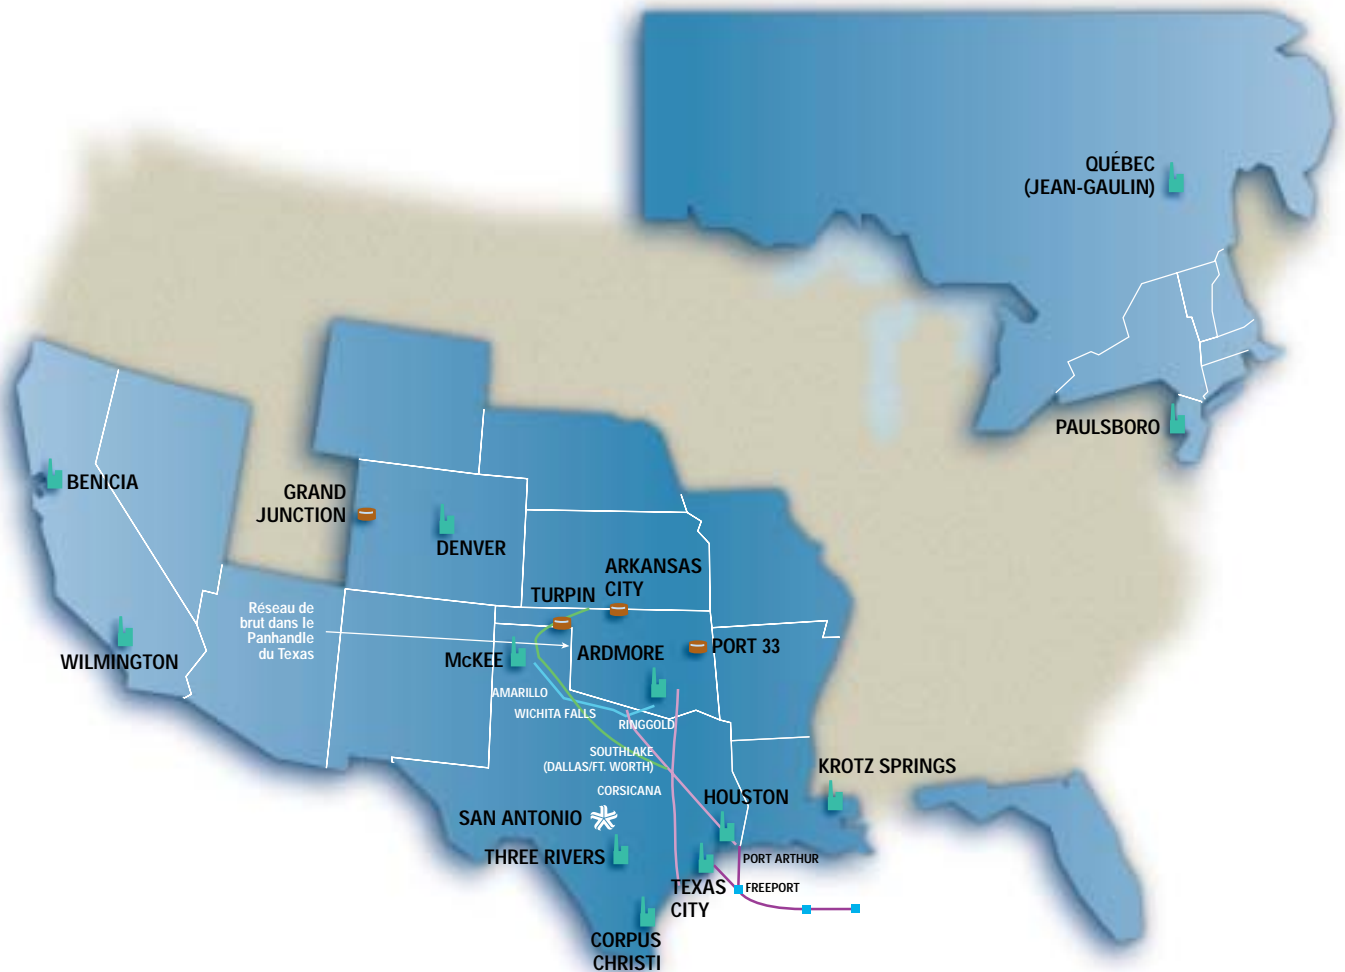 QUÉBEC
(JEAN-GAULIN)
PAULSBORO
BENICIA
GRAND
JUNCTION
DENVER
ARKANSAS
CITY
TURPIN
Réseau de
brut dans le
Panhandle
du Texas
WILMINGTON
McKEE
ARDMORE
PORT 33
AMARILLO
WICHITA FALLS
RINGGOLD
SOUTHLAKE
(DALLAS/FT. WORTH)
CORSICANA
KROTZ SPRINGS
HOUSTON
SAN ANTONIO
THREE RIVERS
PORT ARTHUR
TEXAS
CITY
FREEPORT
CORPUS
CHRISTI